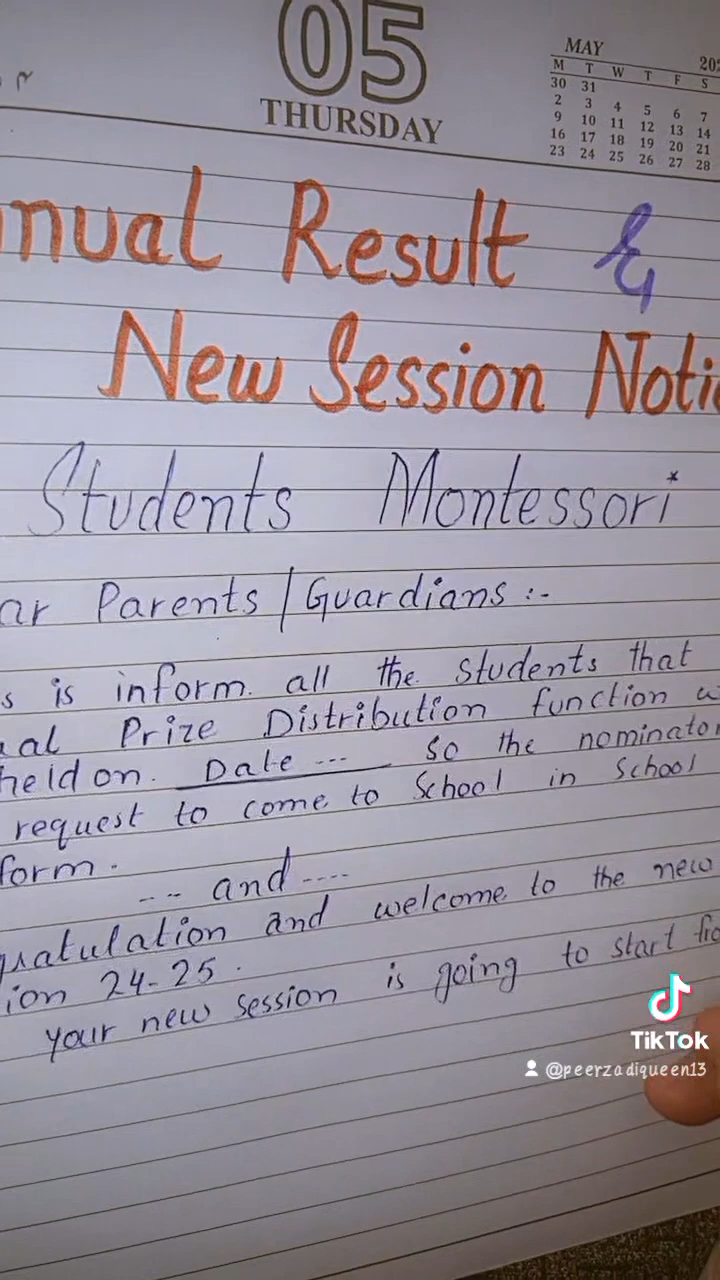 05
THURSDAY
MAY 202
M T W T F S
30 31
2 3 4 5 6 7
9 10 11 12 13 14
16 17 18 19 20 21
23 24 25 26 27 28
nual Result &
New Session Notic
Students Montessori
ar Parents / Guardians :-
s is inform. all the students that
ual Prize Distribution function w
held on. Date --- so the nominator
request to come to School in School
form.
-- and ----
gratulation and welcome to the new
ion 24-25.
your new session is going to start fro
TikTok
@peerzadiqueen13